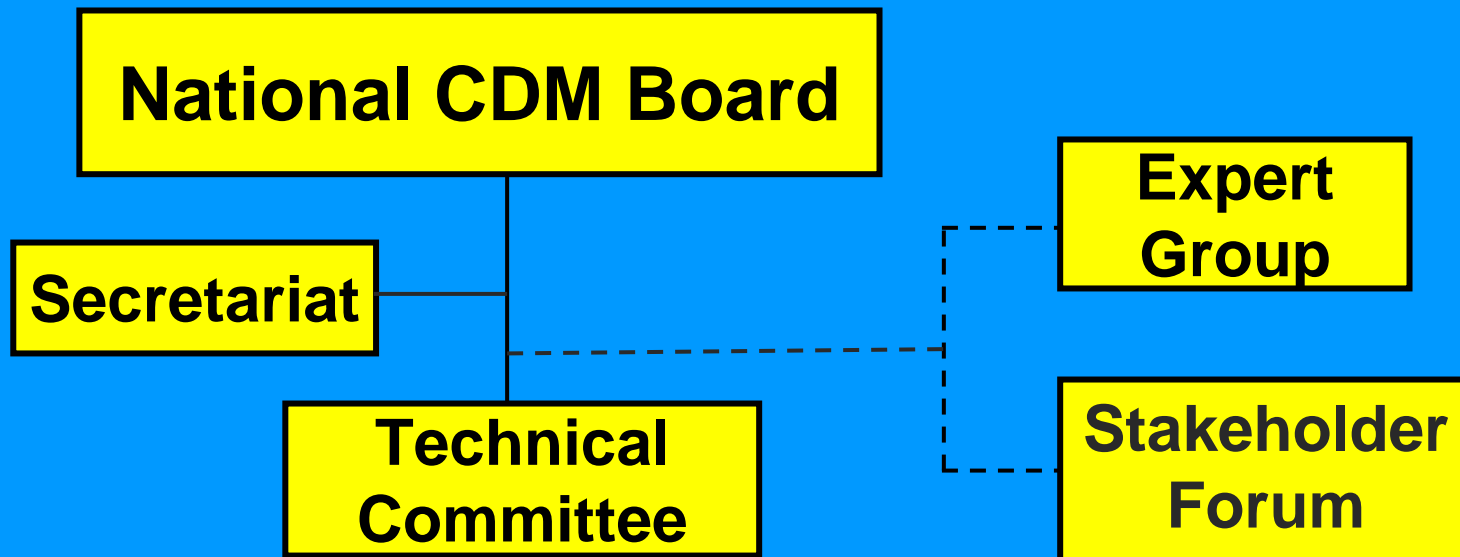 National CDM Board
Expert
Group
Secretariat
Technical
Committee
Stakeholder
Forum